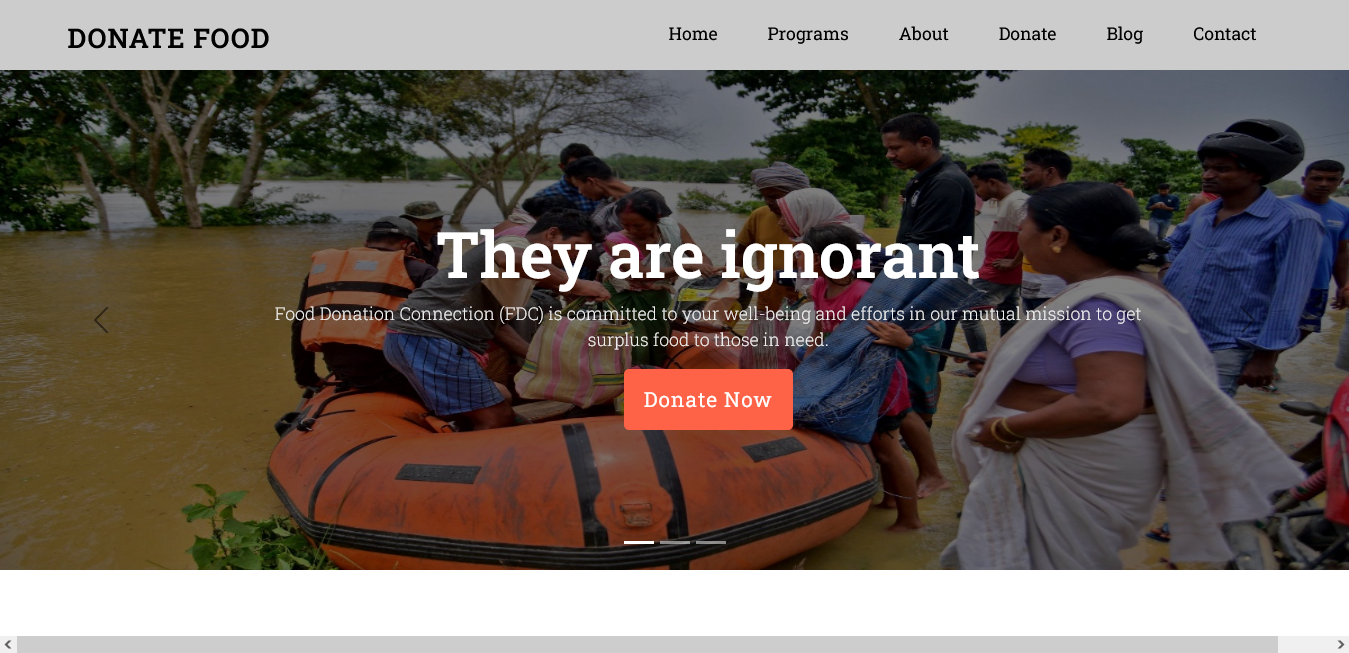 DONATE FOOD
Home Programs About Donate Blog Contact
They are ignorant
Food Donation Connection (FDC) is committed to your well-being and efforts in our mutual mission to get
surplus food to those in need.
Donate Now